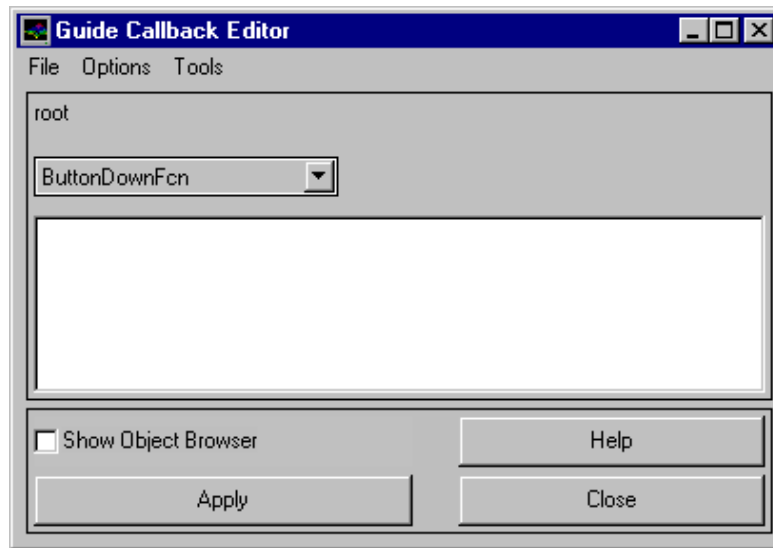 Guide Callback Editor
File Options Tools
root
ButtonDownFcn
Show Object Browser
Help
Apply
Close